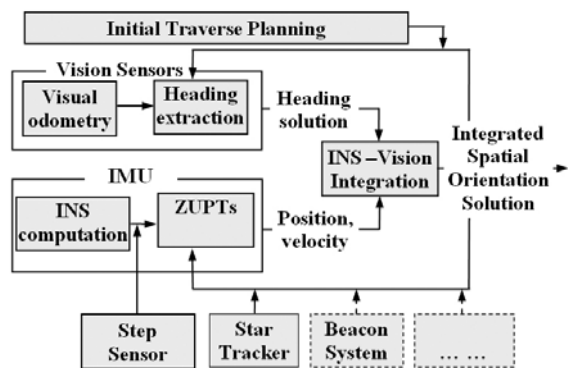 Initial Traverse Planning
Vision Sensors
Visual
odometry
Heading
extraction
Heading
solution
INS –Vision
Integration
Integrated
Spatial
Orientation
Solution
IMU
INS
computation
ZUPTs
Position,
velocity
Step
Sensor
Star
Tracker
Beacon
System
... ...